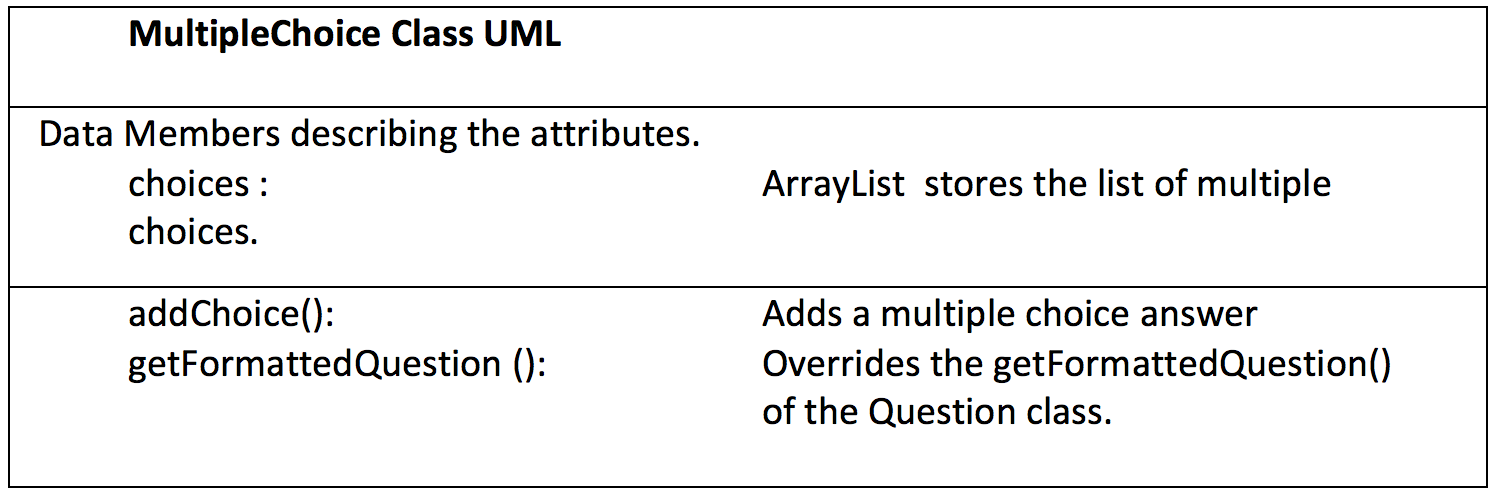 MultipleChoice Class UML
Data Members describing the attributes.
choices : ArrayList stores the list of multiple
choices.
addChoice(): Adds a multiple choice answer
getFormattedQuestion (): Overrides the getFormattedQuestion()
of the Question class.